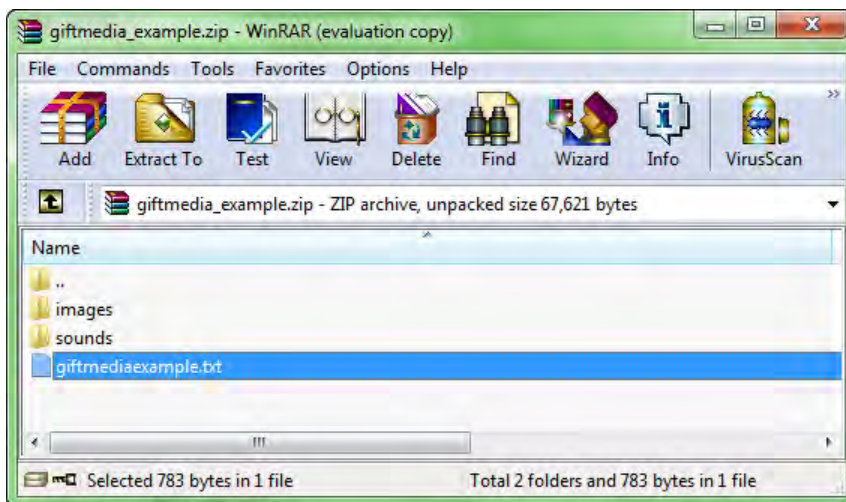 giftmedia_example.zip - WinRAR (evaluation copy)
File Commands Tools Favorites Options Help
Add Extract To Test View Delete Find Wizard Info VirusScan
giftmedia_example.zip - ZIP archive, unpacked size 67,621 bytes
Name
..
images
sounds
giftmediaexample.txt
Selected 783 bytes in 1 file Total 2 folders and 783 bytes in 1 file